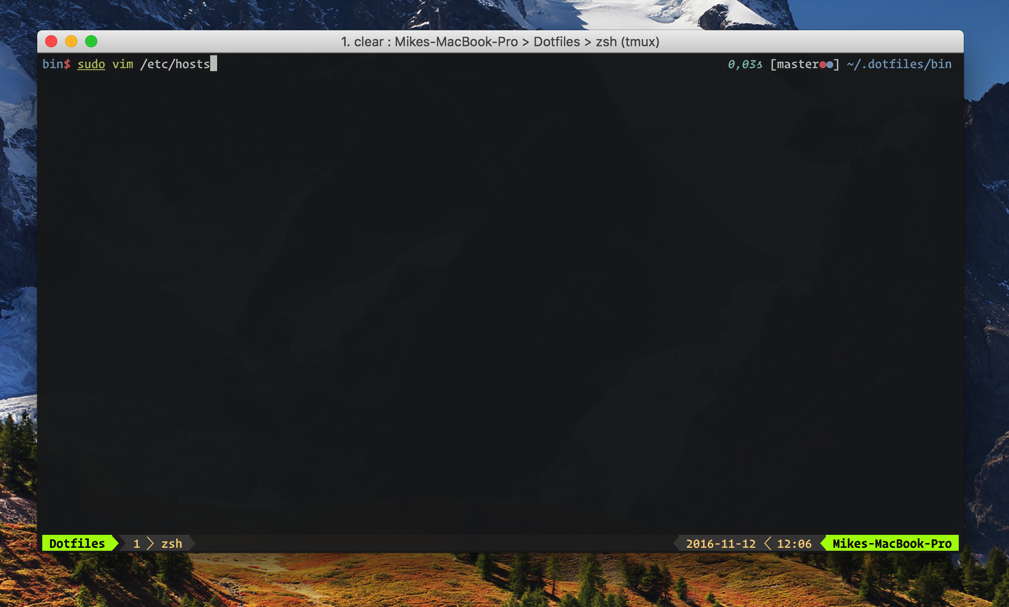 1. clear : Mikes-MacBook-Pro > Dotfiles > zsh (tmux)
bin$ sudo vim /etc/hosts 0,03s [master●●] ~/.dotfiles/bin
Dotfiles 1 zsh 2016-11-12 12:06 Mikes-MacBook-Pro